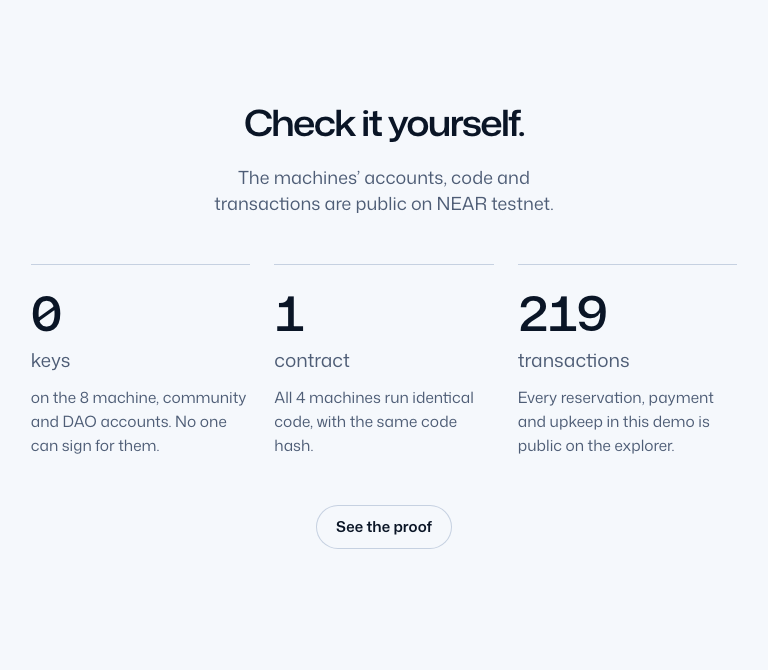 Check it yourself.
The machines’ accounts, code and
transactions are public on NEAR testnet.
0
keys
on the 8 machine, community
and DAO accounts. No one
can sign for them.
1
contract
All 4 machines run identical
code, with the same code
hash.
219
transactions
Every reservation, payment
and upkeep in this demo is
public on the explorer.
See the proof